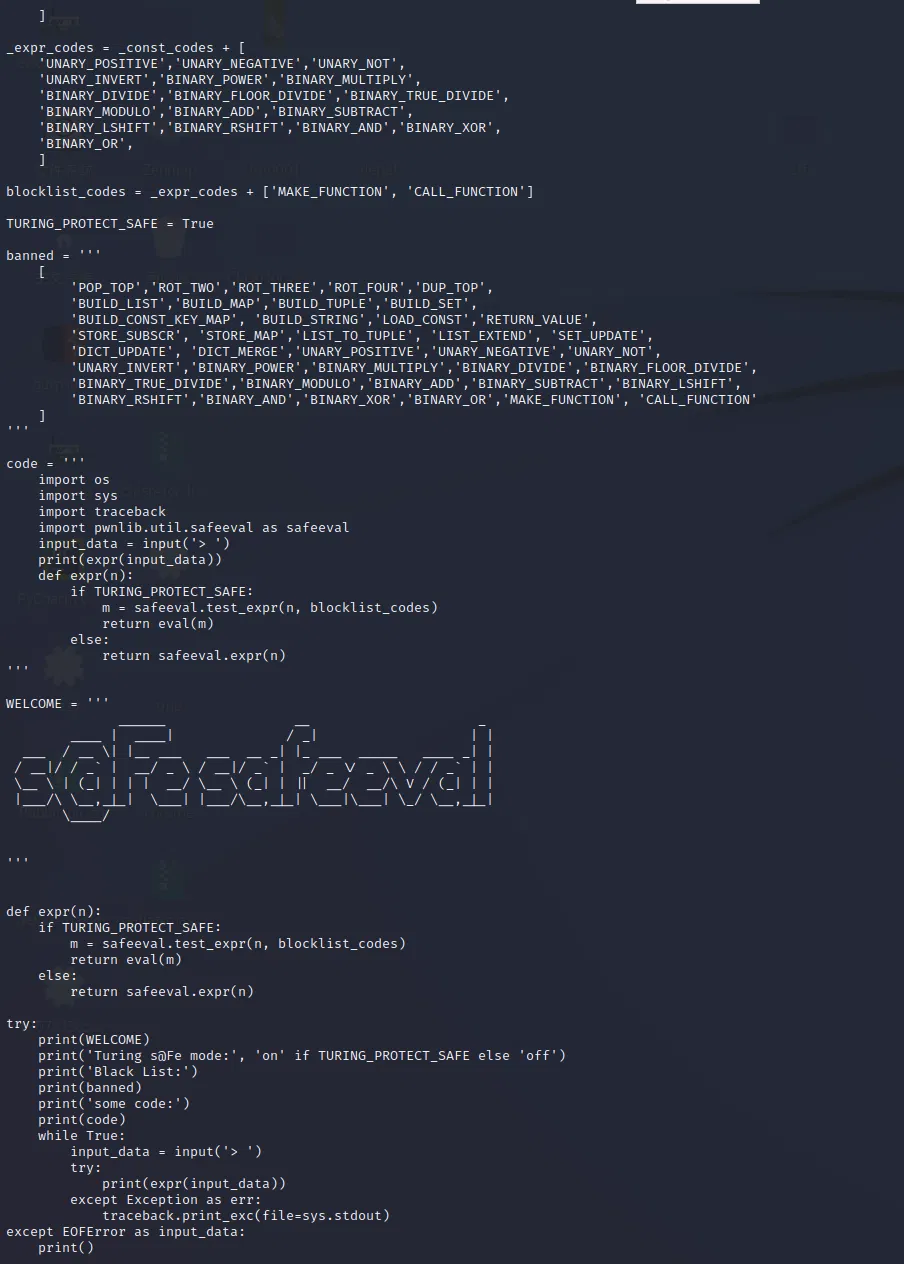 ]
_expr_codes = _const_codes + [
    'UNARY_POSITIVE','UNARY_NEGATIVE','UNARY_NOT',
    'UNARY_INVERT','BINARY_POWER','BINARY_MULTIPLY',
    'BINARY_DIVIDE','BINARY_FLOOR_DIVIDE','BINARY_TRUE_DIVIDE',
    'BINARY_MODULO','BINARY_ADD','BINARY_SUBTRACT',
    'BINARY_LSHIFT','BINARY_RSHIFT','BINARY_AND','BINARY_XOR',
    'BINARY_OR',
    ]
blocklist_codes = _expr_codes + ['MAKE_FUNCTION', 'CALL_FUNCTION']
TURING_PROTECT_SAFE = True
banned = '''
    [
        'POP_TOP','ROT_TWO','ROT_THREE','ROT_FOUR','DUP_TOP',
        'BUILD_LIST','BUILD_MAP','BUILD_TUPLE','BUILD_SET',
        'BUILD_CONST_KEY_MAP', 'BUILD_STRING','LOAD_CONST','RETURN_VALUE',
        'STORE_SUBSCR', 'STORE_MAP','LIST_TO_TUPLE', 'LIST_EXTEND', 'SET_UPDATE',
        'DICT_UPDATE', 'DICT_MERGE','UNARY_POSITIVE','UNARY_NEGATIVE','UNARY_NOT',
        'UNARY_INVERT','BINARY_POWER','BINARY_MULTIPLY','BINARY_DIVIDE','BINARY_FLOOR_DIVIDE',
        'BINARY_TRUE_DIVIDE','BINARY_MODULO','BINARY_ADD','BINARY_SUBTRACT','BINARY_LSHIFT',
        'BINARY_RSHIFT','BINARY_AND','BINARY_XOR','BINARY_OR','MAKE_FUNCTION', 'CALL_FUNCTION'
    ]
'''
code = '''
    import os
    import sys
    import traceback
    import pwnlib.util.safeeval as safeeval
    input_data = input('> ')
    print(expr(input_data))
    def expr(n):
        if TURING_PROTECT_SAFE:
            m = safeeval.test_expr(n, blocklist_codes)
            return eval(m)
        else:
            return safeeval.expr(n)
'''
WELCOME = '''
'''
def expr(n):
    if TURING_PROTECT_SAFE:
        m = safeeval.test_expr(n, blocklist_codes)
        return eval(m)
    else:
        return safeeval.expr(n)
try:
    print(WELCOME)
    print('Turing s@Fe mode:', 'on' if TURING_PROTECT_SAFE else 'off')
    print('Black List:')
    print(banned)
    print('some code:')
    print(code)
    while True:
        input_data = input('> ')
        try:
            print(expr(input_data))
        except Exception as err:
            traceback.print_exc(file=sys.stdout)
except EOFError as input_data:
    print()